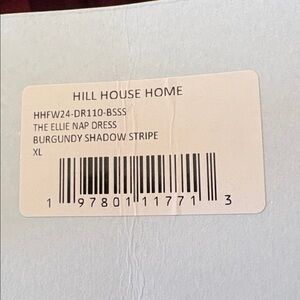 HILL HOUSE HOME
HHFW24-DR110-BSSS
THE ELLIE NAP DRESS
BURGUNDY SHADOW STRIPE
XL
1 97801 11771 3